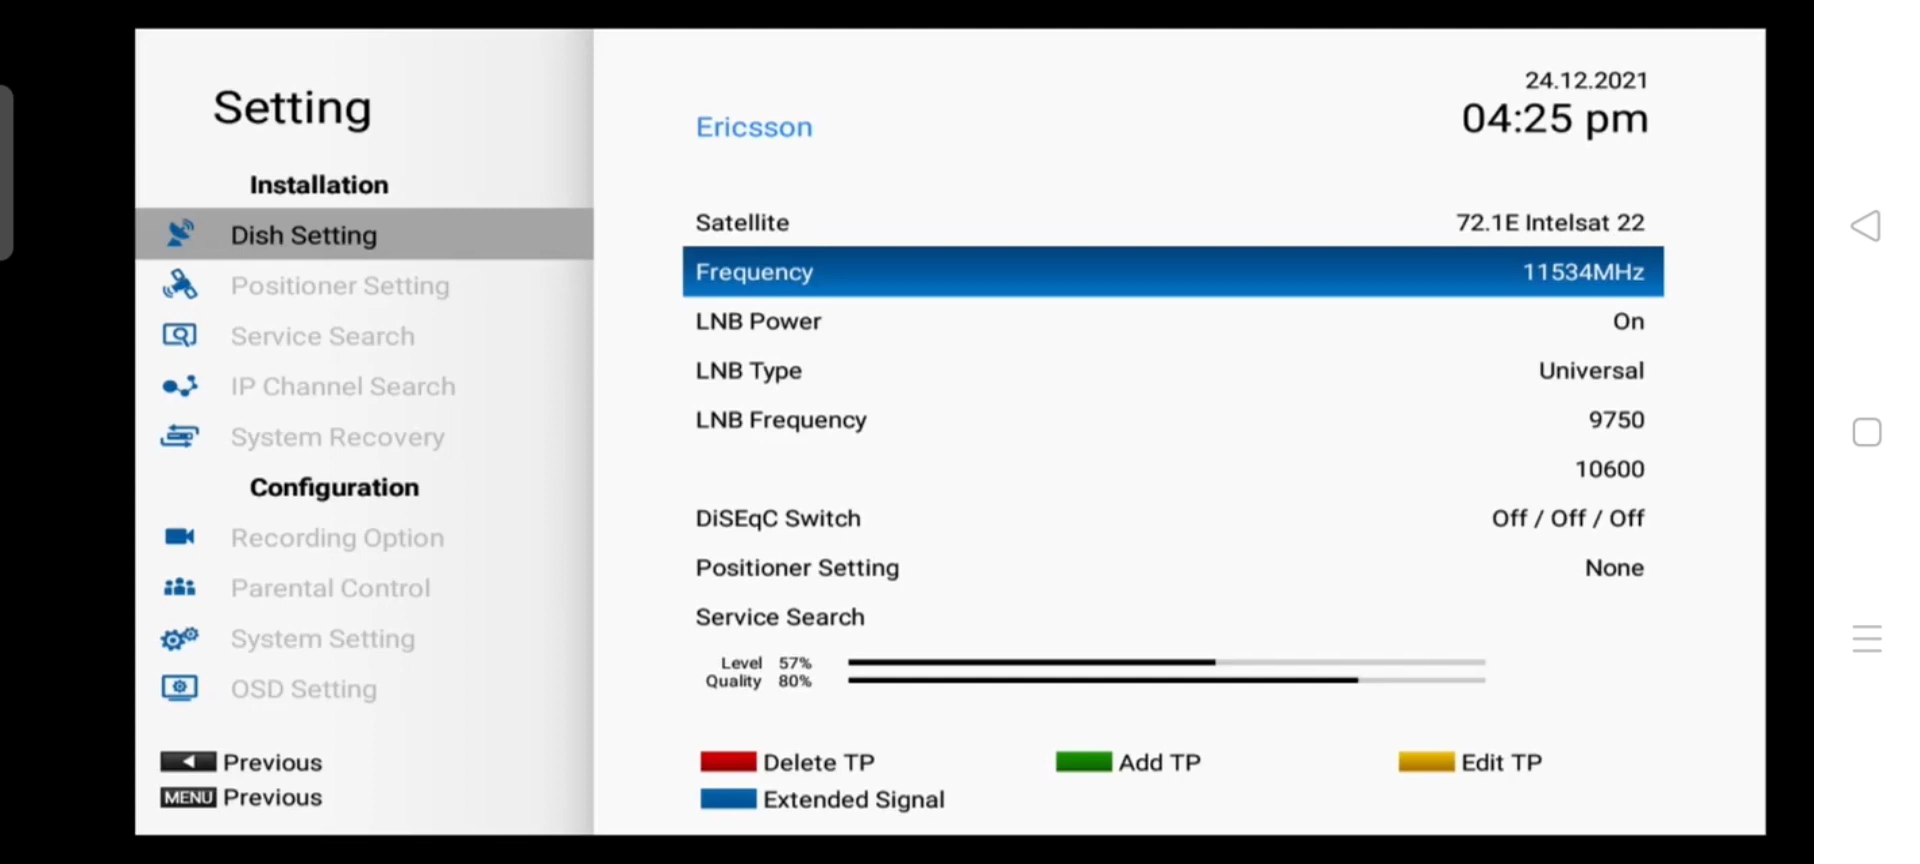 Setting
Installation
Dish Setting
Positioner Setting
Service Search
IP Channel Search
System Recovery
Configuration
Recording Option
Parental Control
System Setting
OSD Setting
Previous
MENU Previous
24.12.2021
04:25 pm
Ericsson
Satellite 72.1E Intelsat 22
Frequency 11534MHz
LNB Power On
LNB Type Universal
LNB Frequency 9750
10600
DiSEqC Switch Off / Off / Off
Positioner Setting None
Service Search
Level 57%
Quality 80%
Delete TP Add TP Edit TP
Extended Signal